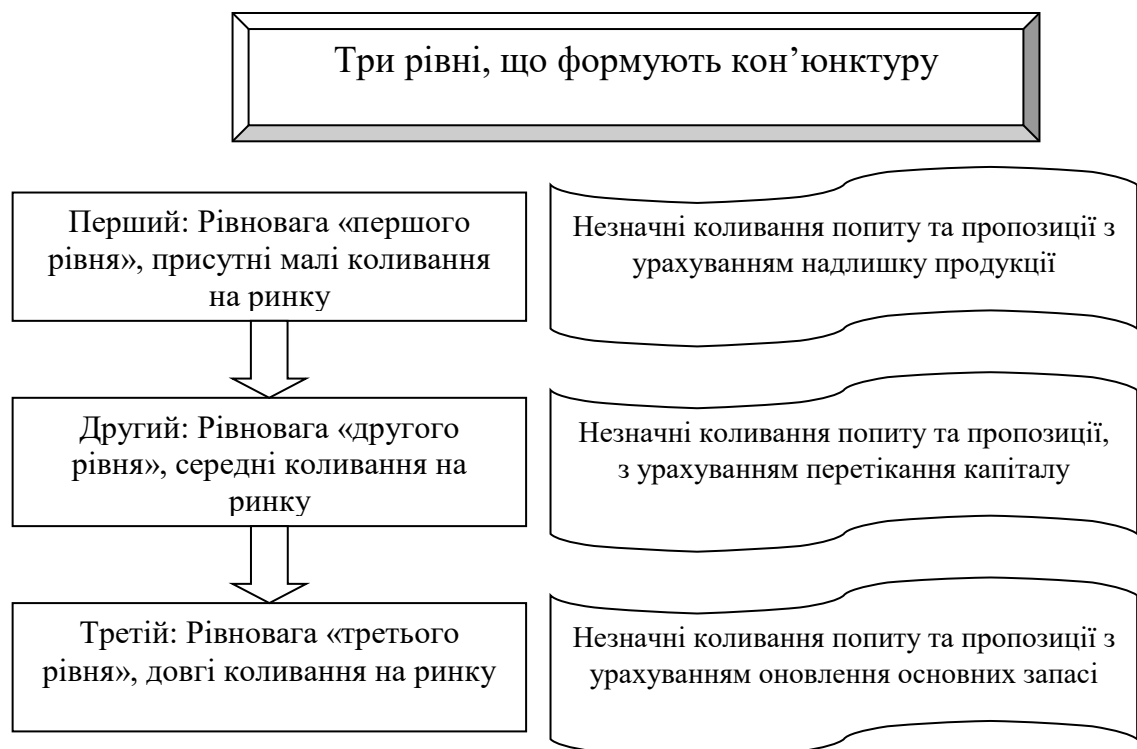 Три рівні, що формують кон’юнктуру
Перший: Рівновага «першого
рівня», присутні малі коливання
на ринку
Незначні коливання попиту та пропозиції з
урахуванням надлишку продукції
Другий: Рівновага «другого
рівня», середні коливання на
ринку
Незначні коливання попиту та пропозиції,
з урахуванням перетікання капіталу
Третій: Рівновага «третього
рівня», довгі коливання на ринку
Незначні коливання попиту та пропозиції з
урахуванням оновлення основних запасі